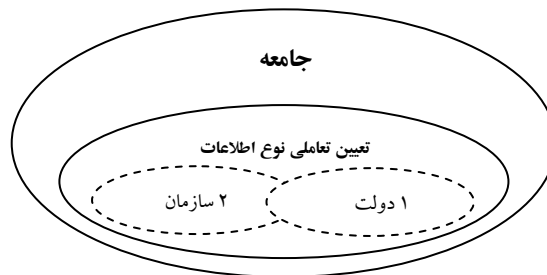 جامعه
تعیین تعاملی نوع اطلاعات
۱ دولت
۲ سازمان